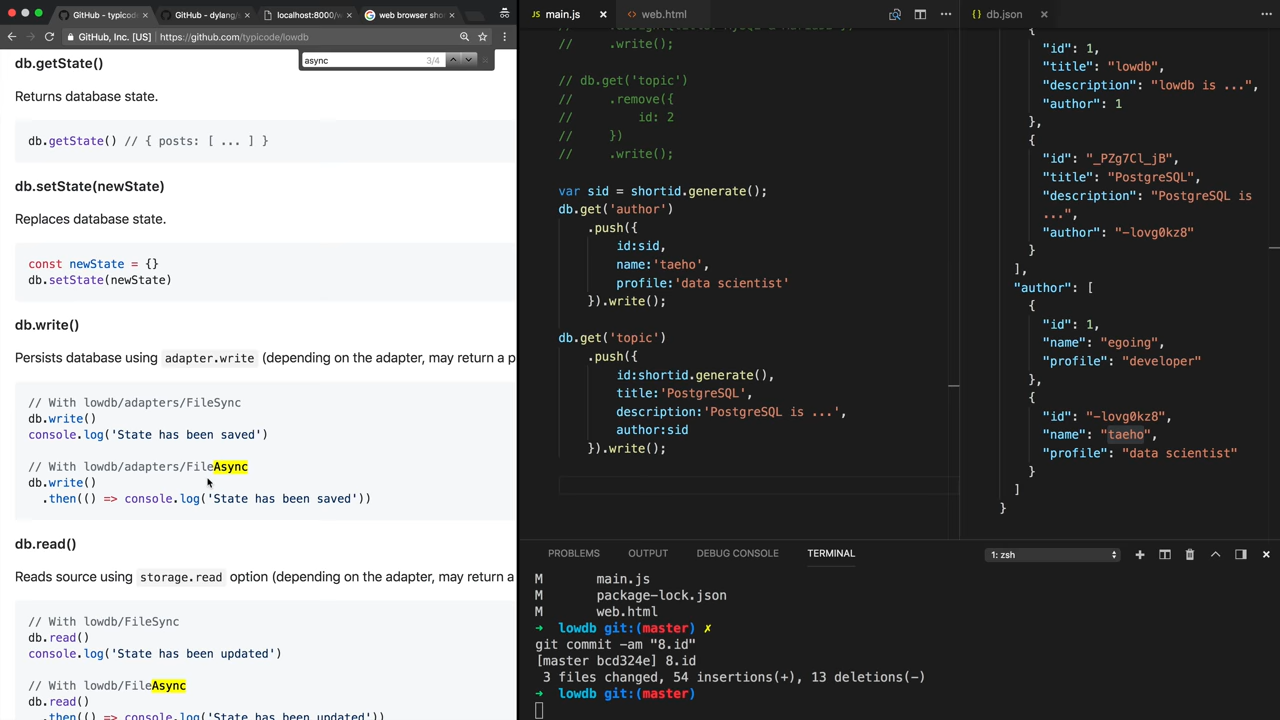 GitHub - typicode/
GitHub - dylang/s
localhost:8000/w
web browser sho
GitHub, Inc. [US] | https://github.com/typicode/lowdb
async 3/4
db.getState()
Returns database state.
db.getState() // { posts: [ ... ] }
db.setState(newState)
Replaces database state.
const newState = {}
db.setState(newState)
db.write()
Persists database using adapter.write (depending on the adapter, may return a p
// With lowdb/adapters/FileSync
db.write()
console.log('State has been saved')
// With lowdb/adapters/FileAsync
db.write()
.then(() => console.log('State has been saved'))
db.read()
Reads source using storage.read option (depending on the adapter, may return a
// With lowdb/FileSync
db.read()
console.log('State has been updated')
// With lowdb/FileAsync
db.read()
.then(() => console.log('State has been updated'))
main.js
web.html
// .write();
// db.get('topic')
// .remove({
// id: 2
// })
// .write();
var sid = shortid.generate();
db.get('author')
.push({
id:sid,
name:'taeho',
profile:'data scientist'
}).write();
db.get('topic')
.push({
id:shortid.generate(),
title:'PostgreSQL',
description:'PostgreSQL is ...',
author:sid
}).write();
db.json
{
"id": 1,
"title": "lowdb",
"description": "lowdb is ...",
"author": 1
},
{
"id": "_PZg7Cl_jB",
"title": "PostgreSQL",
"description": "PostgreSQL is
...",
"author": "-lovg0kz8"
}
],
"author": [
{
"id": 1,
"name": "egoing",
"profile": "developer"
},
{
"id": "-lovg0kz8",
"name": "taeho",
"profile": "data scientist"
}
]
}
PROBLEMS OUTPUT DEBUG CONSOLE TERMINAL
1: zsh
M main.js
M package-lock.json
M web.html
➜ lowdb git:(master) ✗
git commit -am "8.id"
[master bcd324e] 8.id
3 files changed, 54 insertions(+), 13 deletions(-)
➜ lowdb git:(master)